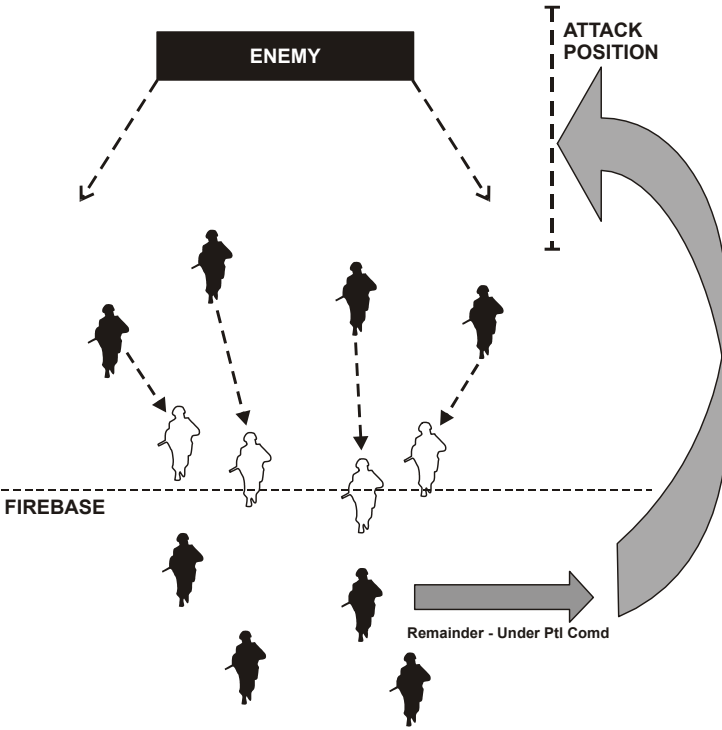 ENEMY
ATTACK
POSITION
FIREBASE
Remainder - Under Ptl Comd